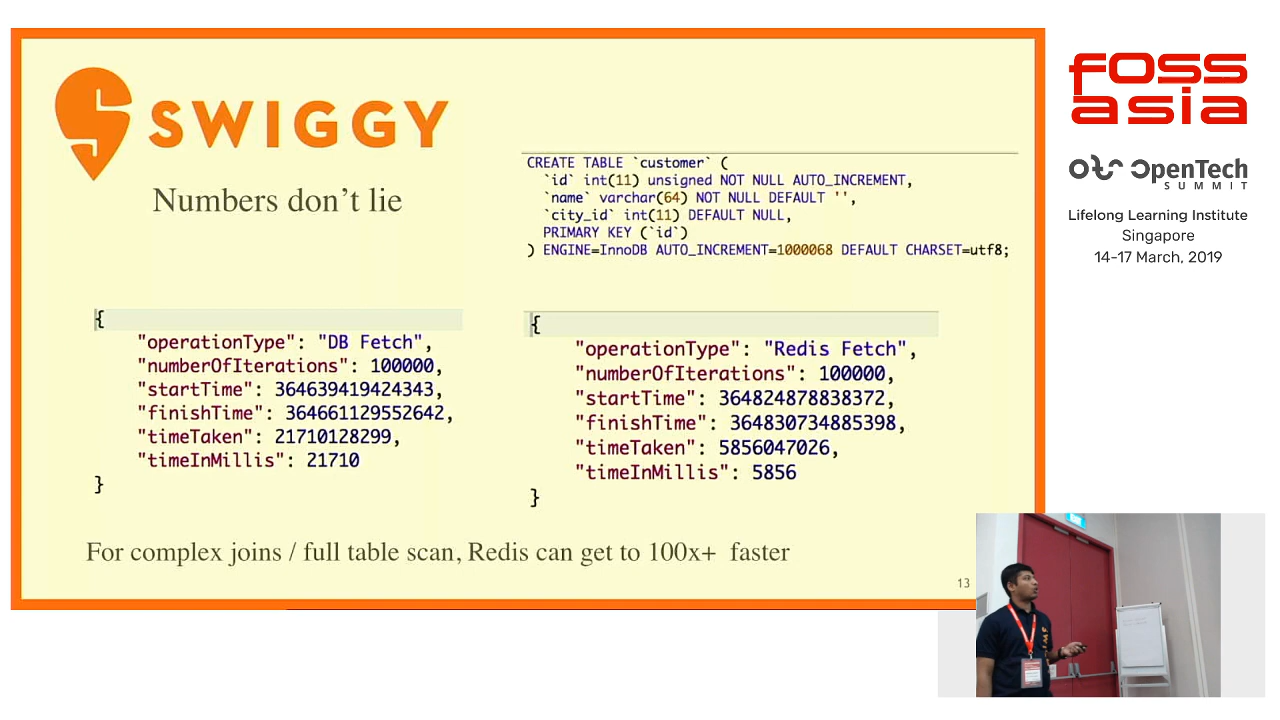 SWIGGY
Numbers don't lie
CREATE TABLE `customer` (
`id` int(11) unsigned NOT NULL AUTO_INCREMENT,
`name` varchar(64) NOT NULL DEFAULT '',
`city_id` int(11) DEFAULT NULL,
PRIMARY KEY (`id`)
) ENGINE=InnoDB AUTO_INCREMENT=1000068 DEFAULT CHARSET=utf8;
{
"operationType": "DB Fetch",
"numberOfIterations": 100000,
"startTime": 364639419424343,
"finishTime": 364661129552642,
"timeTaken": 21710128299,
"timeInMillis": 21710
}
{
"operationType": "Redis Fetch",
"numberOfIterations": 100000,
"startTime": 364824878838372,
"finishTime": 364830734885398,
"timeTaken": 5856047026,
"timeInMillis": 5856
}
For complex joins / full table scan, Redis can get to 100x+ faster
13
foss
asia
OpenTech
SUMMIT
Lifelong Learning Institute
Singapore
14-17 March, 2019